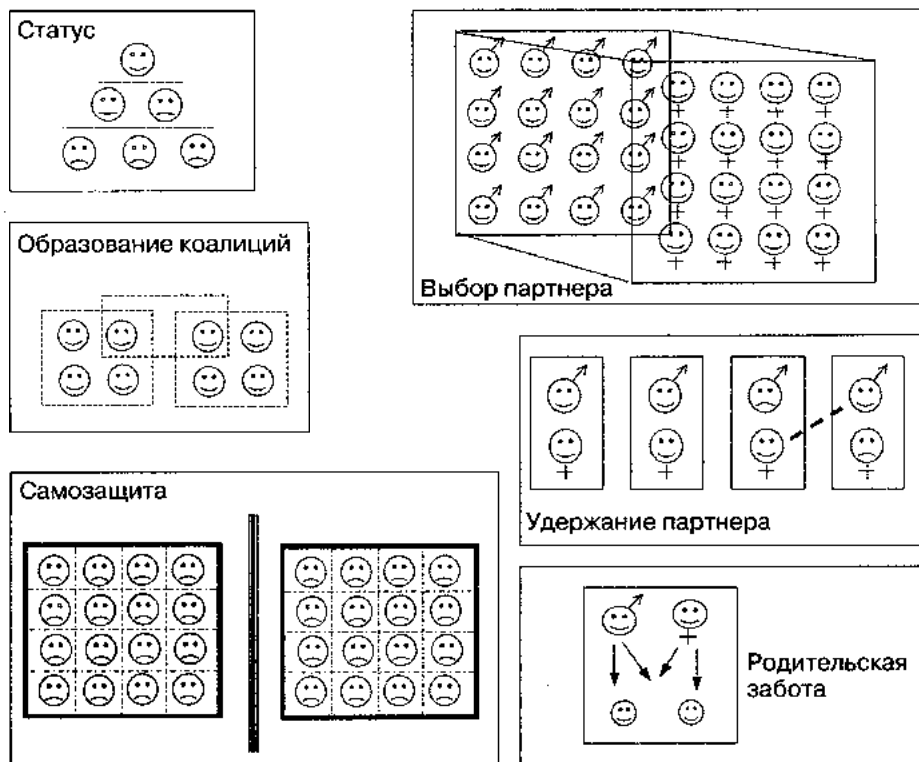 Статус
Выбор партнера
Образование коалиций
Удержание партнера
Самозащита
Родительская
забота